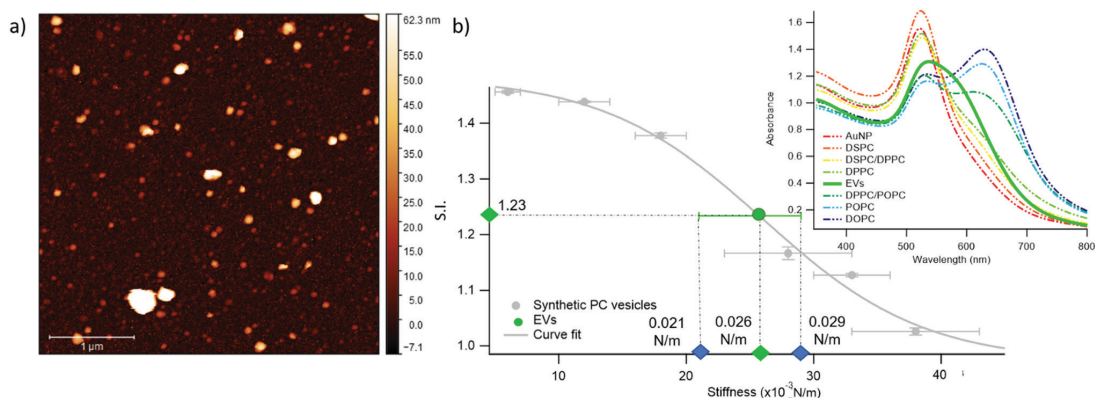 a)
62.3 nm
55.0
50.0
45.0
40.0
35.0
30.0
25.0
20.0
15.0
10.0
5.0
0.0
−7.1
1 µm
b)
S.I.
1.4
1.3
1.2
1.1
1.0
1.23
Synthetic PC vesicles
EVs
Curve fit
0.021
N/m
0.026
N/m
0.029
N/m
10
20
30
40
Stiffness (x10⁻³N/m)
Absorbance
1.6
1.4
1.2
1.0
0.8
0.6
0.4
0.2
AuNP
DSPC
DSPC/DPPC
DPPC
EVs
DPPC/POPC
POPC
DOPC
400
500
600
700
800
Wavelength (nm)